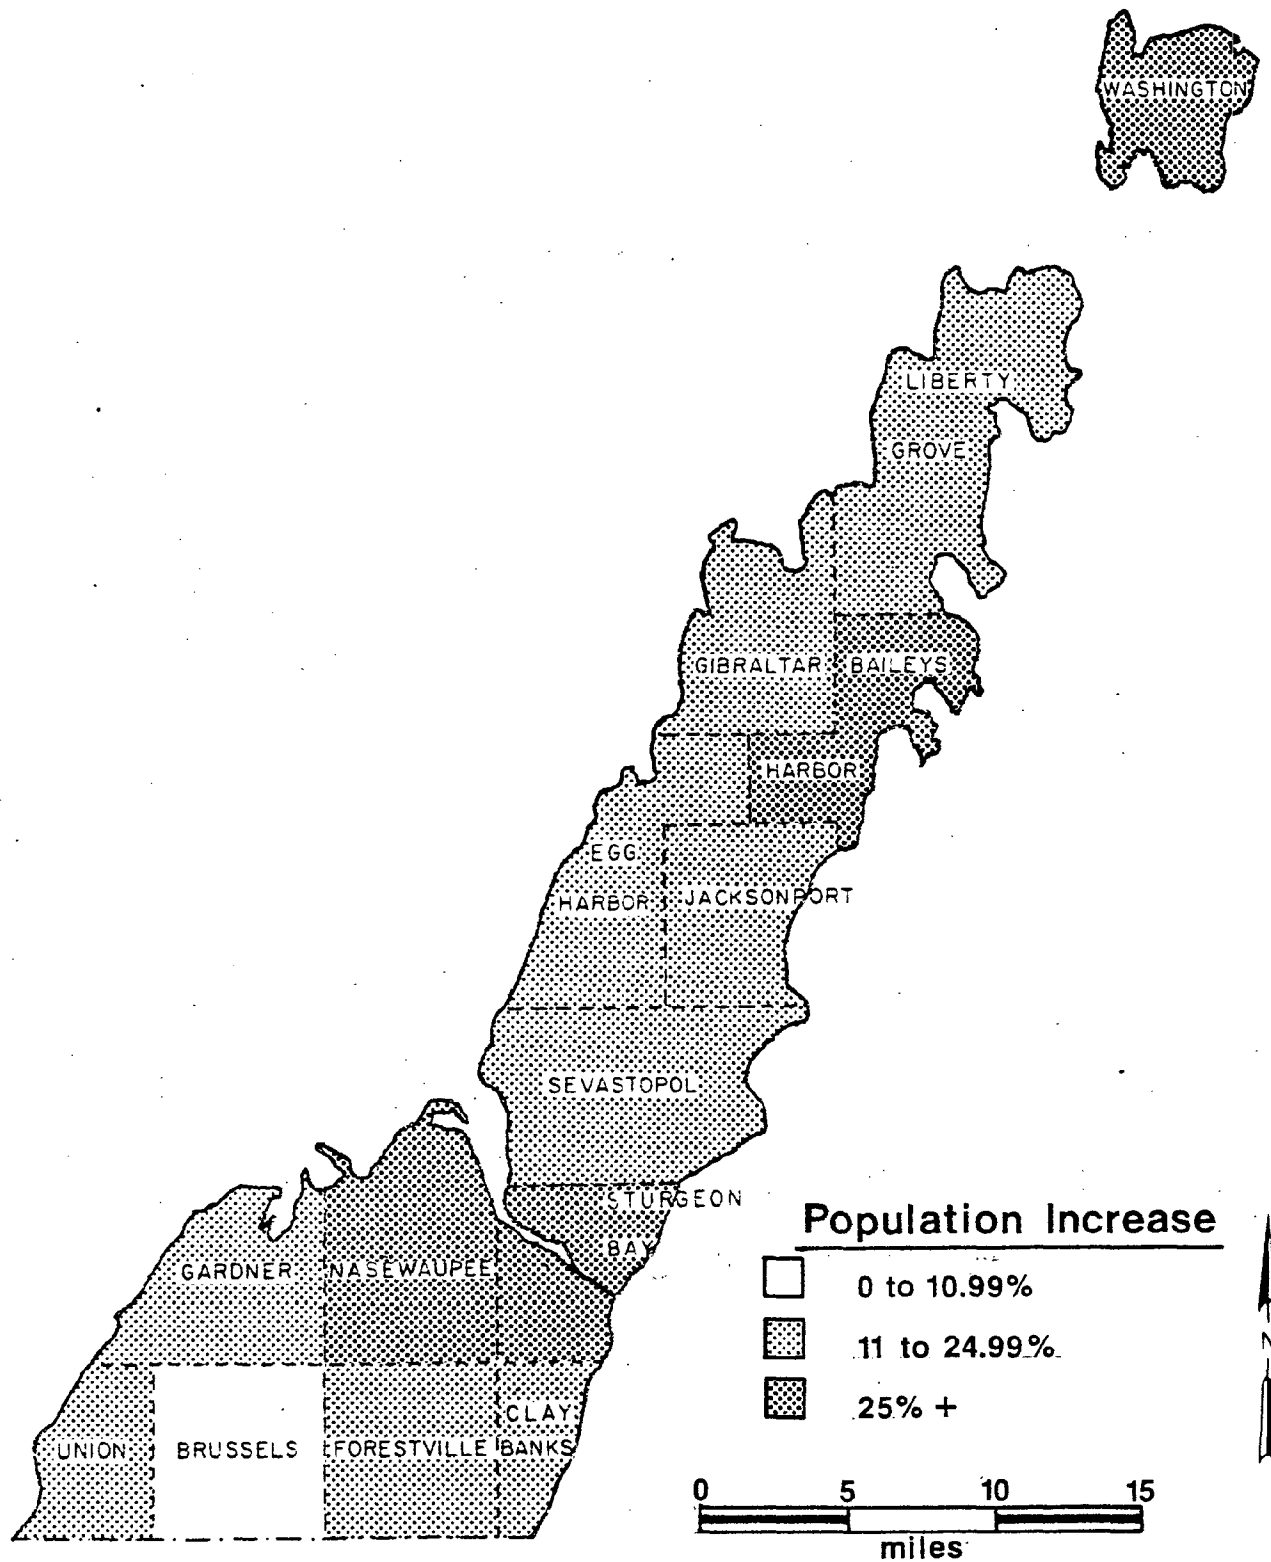 WASHINGTON
LIBERTY
GROVE
GIBRALTAR
BAILEYS
HARBOR
EGG
HARBOR
JACKSONPORT
SEVASTOPOL
STURGEON
BAY
GARDNER
NASEWAUPEE
CLAY
BANKS
UNION
BRUSSELS
FORESTVILLE
Population Increase
0 to 10.99%
11 to 24.99%
25% +
N
0 5 10 15
miles